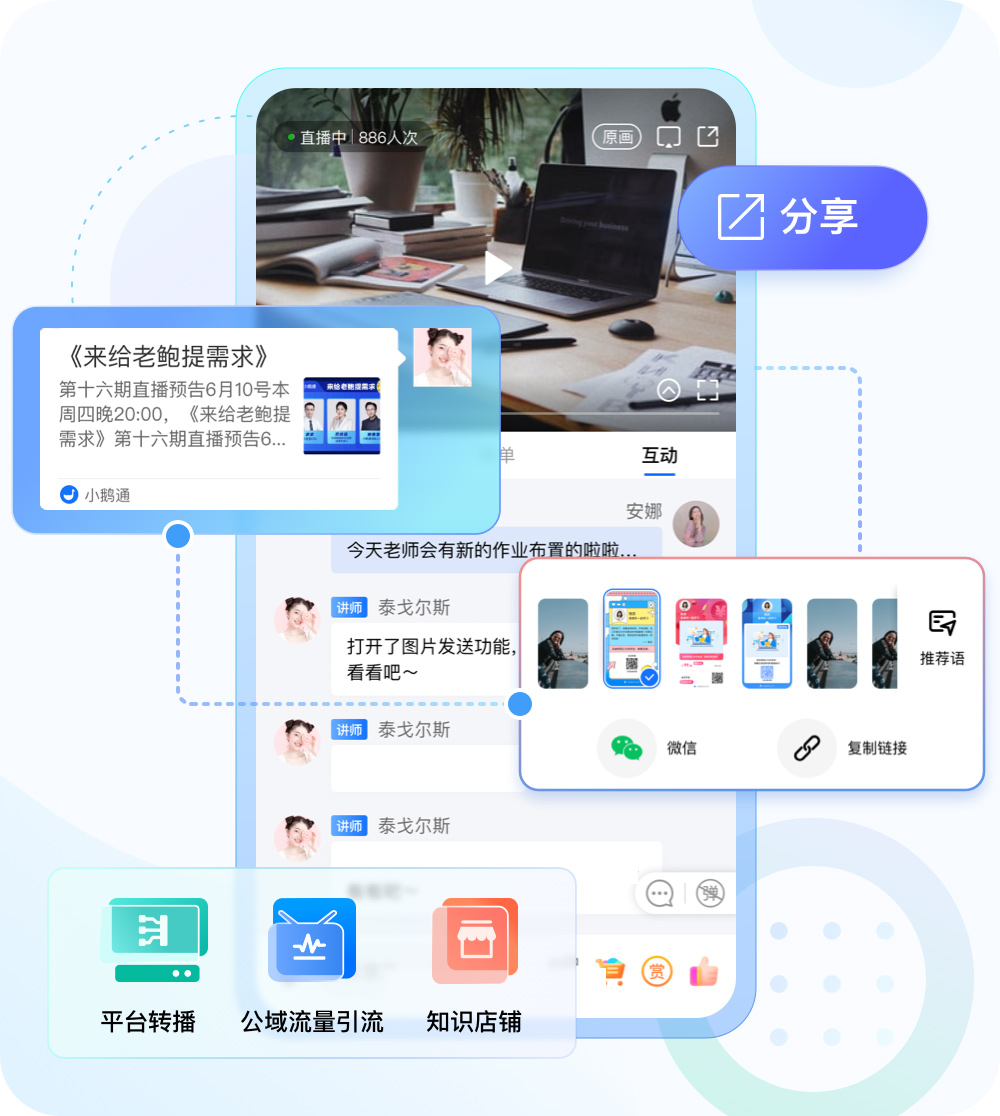 直播中 | 886人次
原画
Driving your business
分享
《来给老鲍提需求》
第十六期直播预告6月10号本
周四晚20:00，《来给老鲍提
需求》第十六期直播预告6...
来给老鲍提需求
小鹅通
单
互动
安娜
今天老师会有新的作业布置的啦啦...
讲师 泰戈尔斯
打开了图片发送功能,
看看吧～
推荐语
讲师 泰戈尔斯
微信
复制链接
讲师 泰戈尔斯
看看吧～
弹
赏
平台转播
公域流量引流
知识店铺